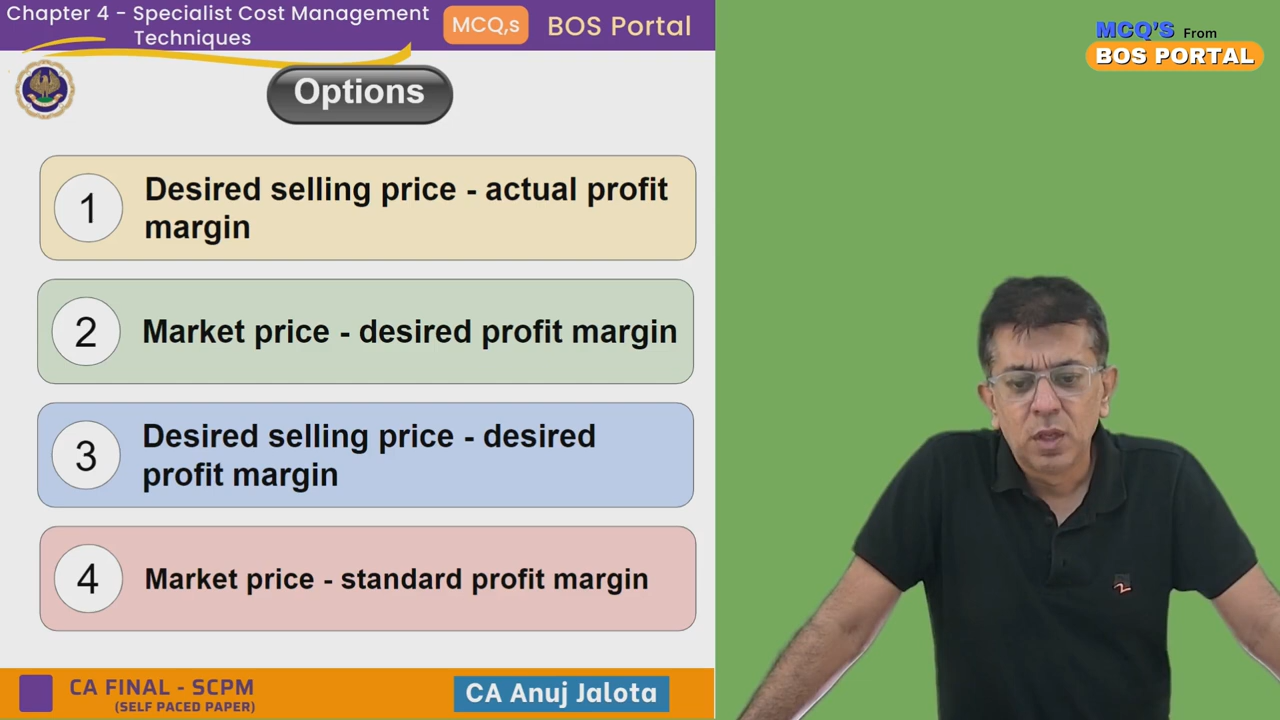 Chapter 4 - Specialist Cost Management
Techniques
MCQ,s
BOS Portal
MCQ'S From
BOS PORTAL
Options
1
Desired selling price - actual profit
margin
2
Market price - desired profit margin
3
Desired selling price - desired
profit margin
4
Market price - standard profit margin
CA FINAL - SCPM
(SELF PACED PAPER)
CA Anuj Jalota